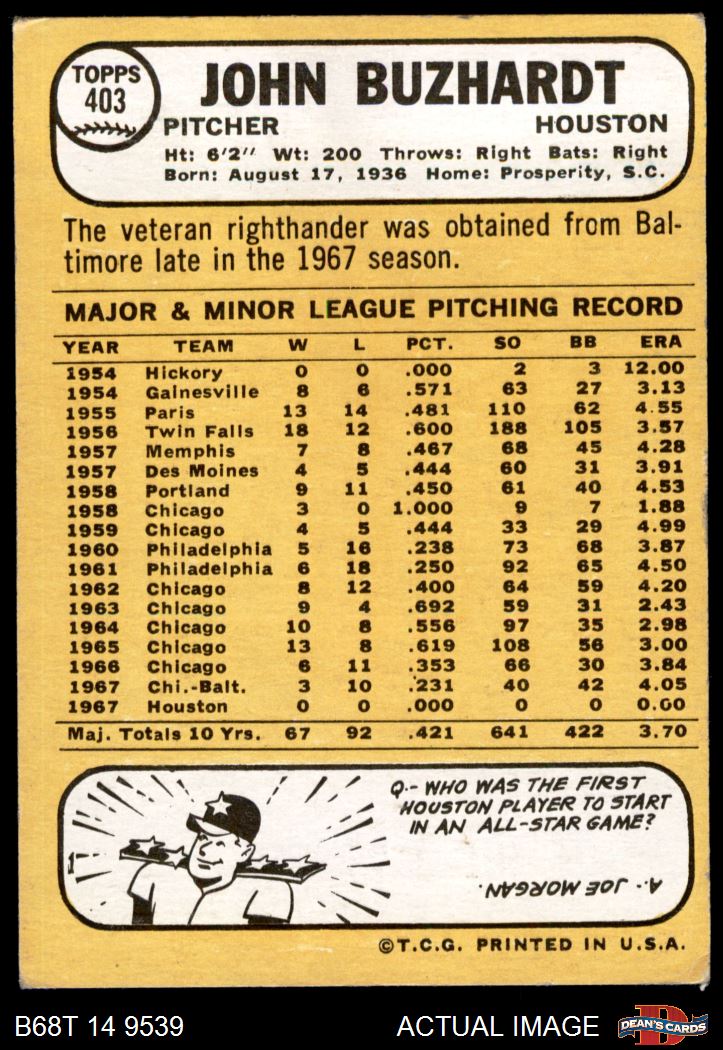 TOPPS
403
JOHN BUZHARDT
PITCHER HOUSTON
Ht: 6'2" Wt: 200 Throws: Right Bats: Right
Born: August 17, 1936 Home: Prosperity, S.C.
The veteran righthander was obtained from Bal-
timore late in the 1967 season.
MAJOR & MINOR LEAGUE PITCHING RECORD
YEAR TEAM W L PCT. SO BB ERA
1954 Hickory 0 0 .000 2 3 12.00
1954 Gainesville 8 6 .571 63 27 3.13
1955 Paris 13 14 .481 110 62 4.55
1956 Twin Falls 18 12 .600 188 105 3.57
1957 Memphis 7 8 .467 68 45 4.28
1957 Des Moines 4 5 .444 60 31 3.91
1958 Portland 9 11 .450 61 40 4.53
1958 Chicago 3 0 1.000 9 7 1.88
1959 Chicago 4 5 .444 33 29 4.99
1960 Philadelphia 5 16 .238 73 68 3.87
1961 Philadelphia 6 18 .250 92 65 4.50
1962 Chicago 8 12 .400 64 59 4.20
1963 Chicago 9 4 .692 59 31 2.43
1964 Chicago 10 8 .556 97 35 2.98
1965 Chicago 13 8 .619 108 56 3.00
1966 Chicago 6 11 .353 66 30 3.84
1967 Chi.-Balt. 3 10 .231 40 42 4.05
1967 Houston 0 0 .000 0 0 0.00
Maj. Totals 10 Yrs. 67 92 .421 641 422 3.70
Q.- WHO WAS THE FIRST
HOUSTON PLAYER TO START
IN AN ALL-STAR GAME?
A.- JOE MORGAN.
©T.C.G. PRINTED IN U.S.A.
B68T 14 9539 ACTUAL IMAGE DEAN'S CARDS